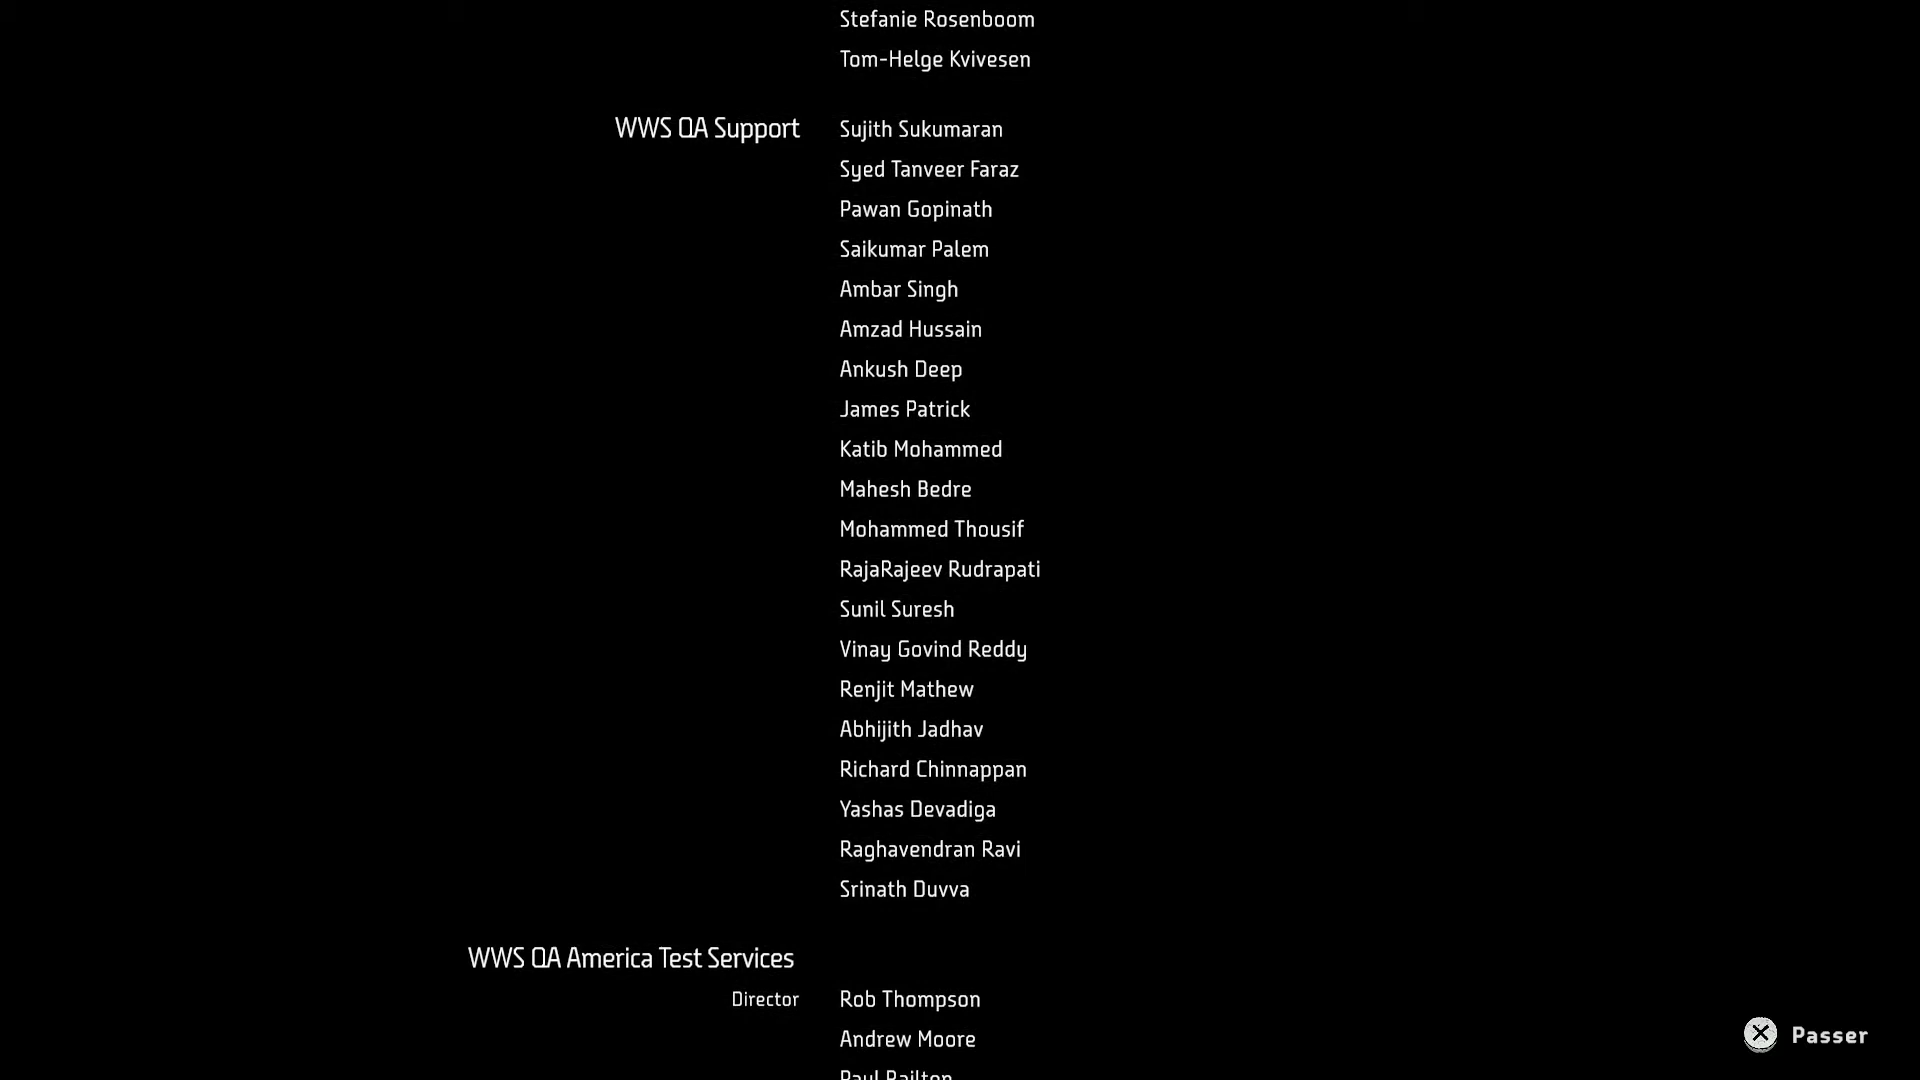 Stefanie Rosenboom
Tom-Helge Kvivesen
WWS QA Support Sujith Sukumaran
Syed Tanveer Faraz
Pawan Gopinath
Saikumar Palem
Ambar Singh
Amzad Hussain
Ankush Deep
James Patrick
Katib Mohammed
Mahesh Bedre
Mohammed Thousif
RajaRajeev Rudrapati
Sunil Suresh
Vinay Govind Reddy
Renjit Mathew
Abhijith Jadhav
Richard Chinnappan
Yashas Devadiga
Raghavendran Ravi
Srinath Duvva
WWS QA America Test Services
Director Rob Thompson
Andrew Moore
Paul Railton
Passer